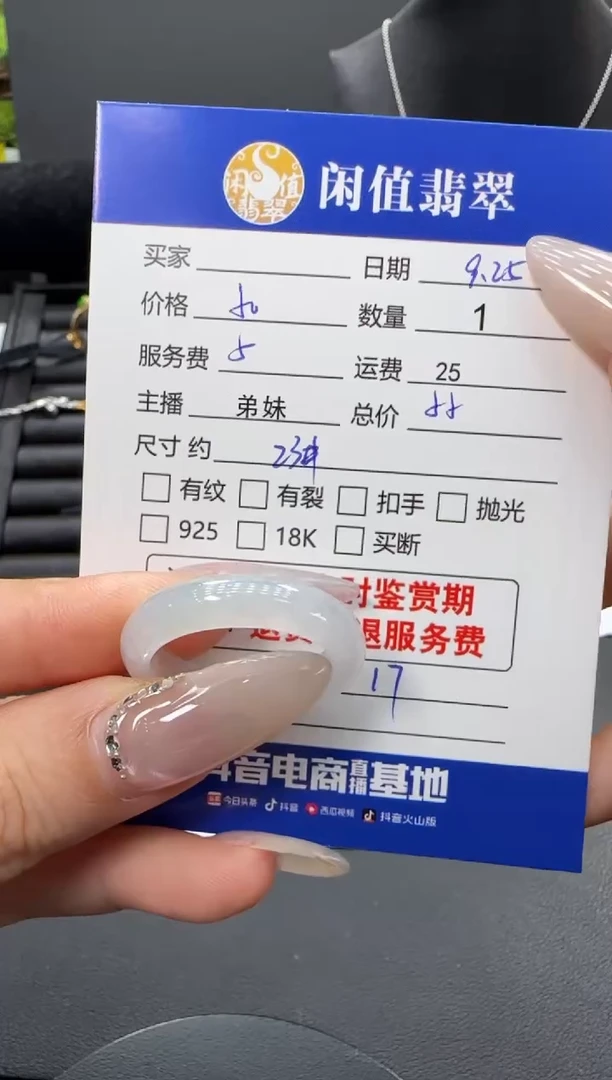 闲值翡翠
闲值翡翠
买家 日期 9.25
价格 50 数量 1
服务费 5 运费 25
主播 弟妹 总价
尺寸 约 23#
有纹 有裂 扣手 抛光
925 18K 买断
时鉴赏期
退服务费
17
抖音电商直播基地
今日头条 抖音 西瓜视频 抖音火山版